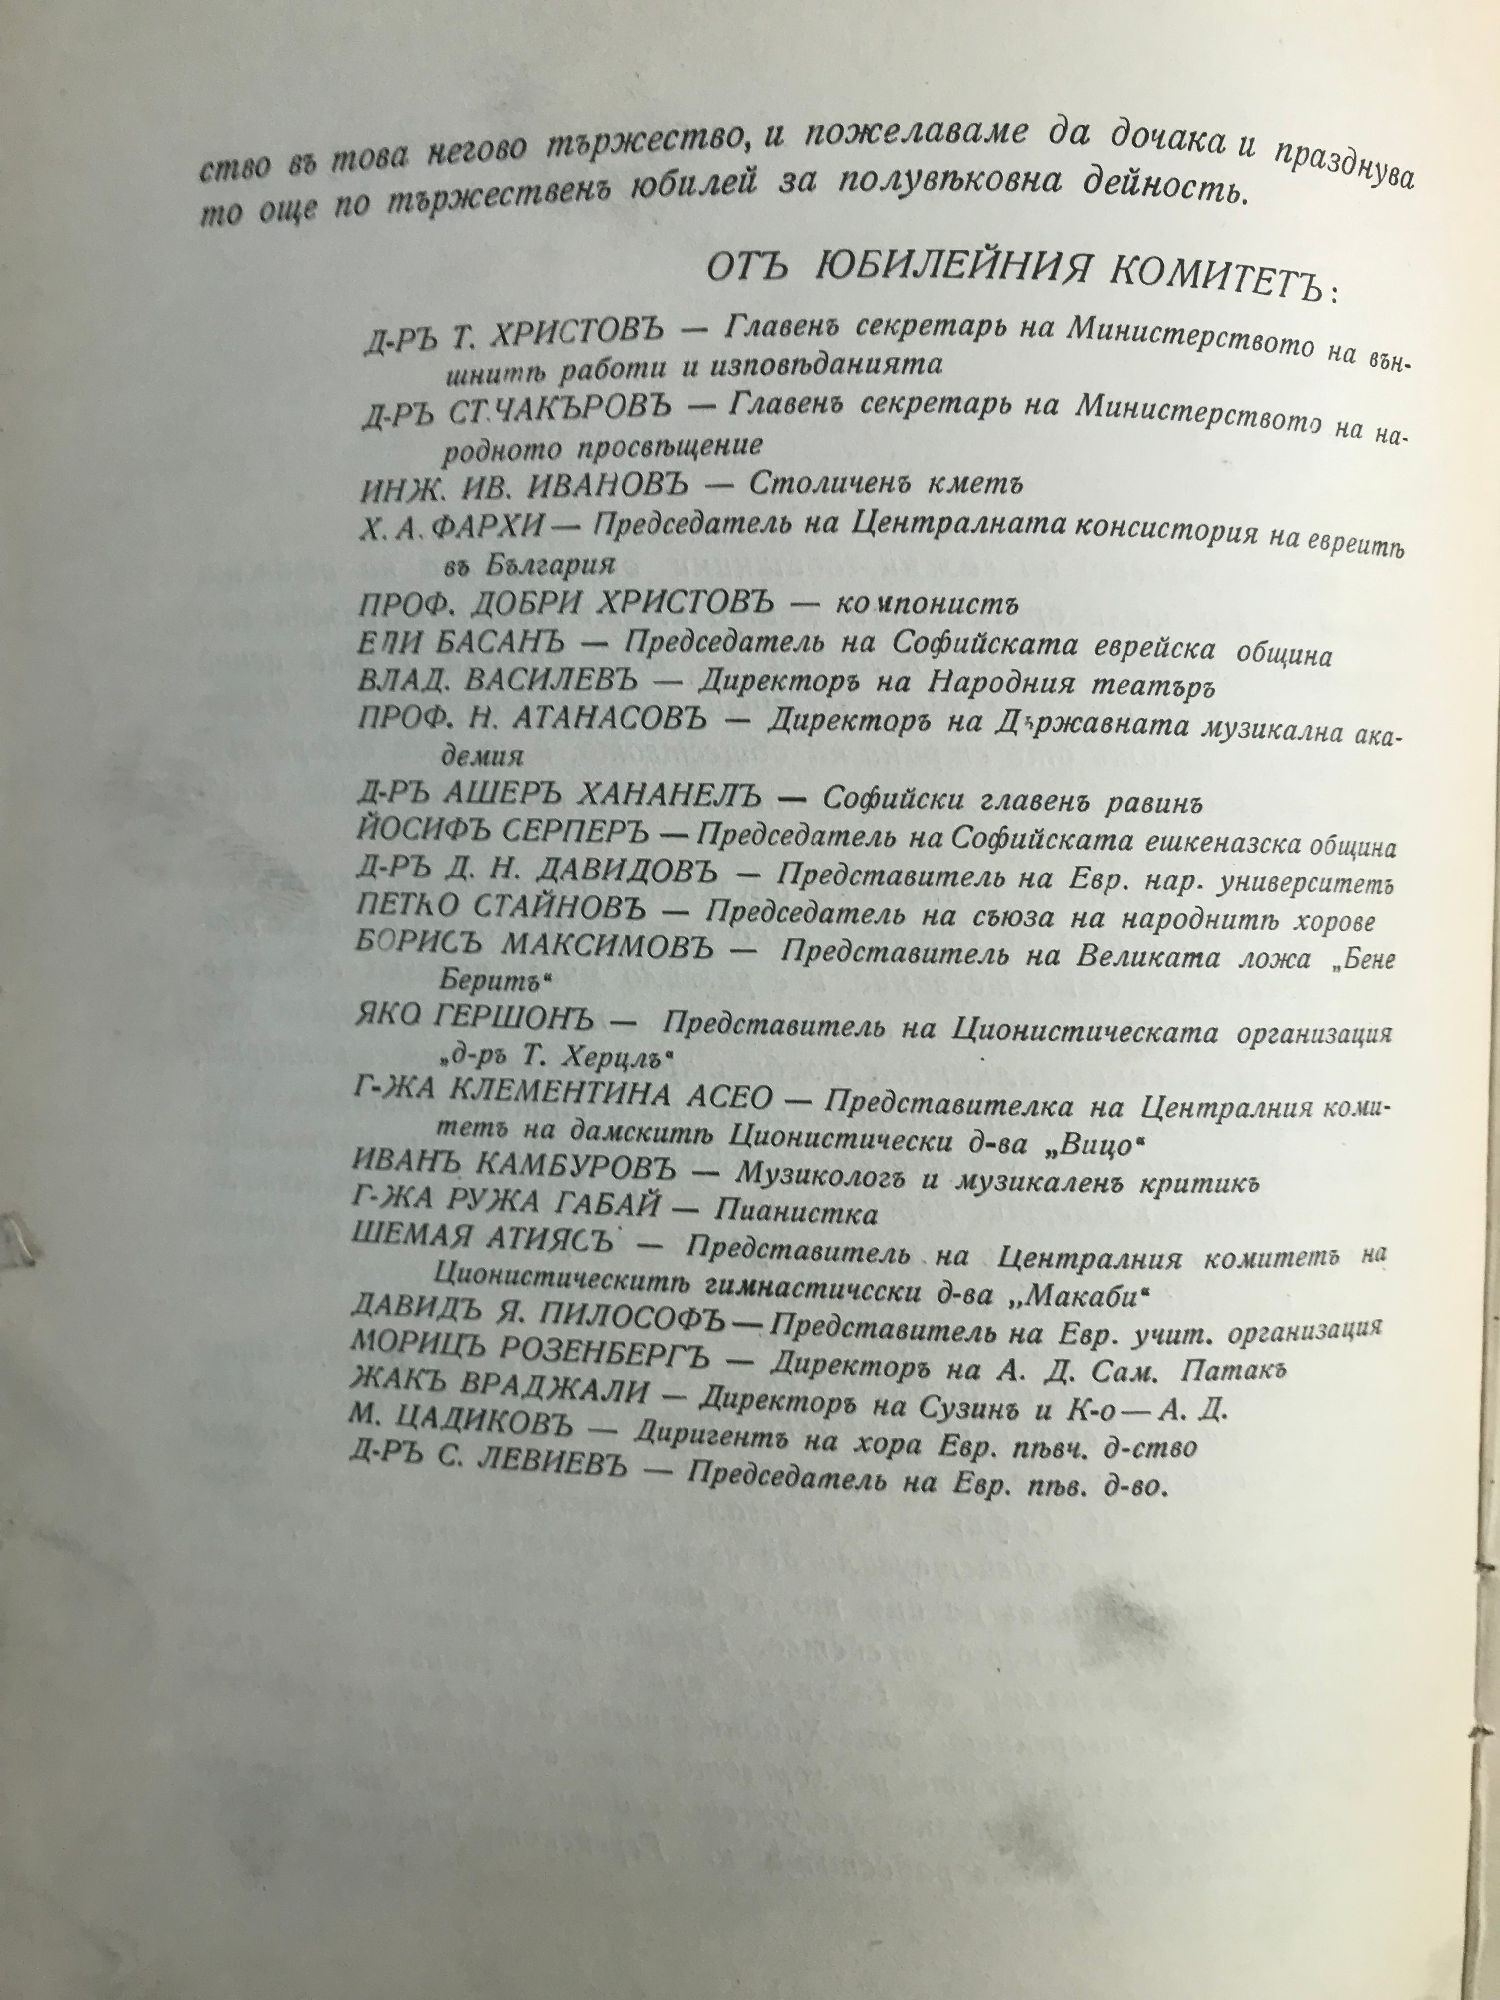 ство въ това негово тържество, и пожелаваме да дочака и празднува
то още по тържественъ юбилей за полувѣковна дейность.
ОТЪ ЮБИЛЕЙНИЯ КОМИТЕТЪ:
Д-РЪ Т. ХРИСТОВЪ — Главенъ секретарь на Министерството на вън-
шнитѣ работи и изповѣданията
Д-РЪ СТ. ЧАКЪРОВЪ — Главенъ секретарь на Министерството на на-
родното просвѣщение
ИНЖ. ИВ. ИВАНОВЪ — Столиченъ кметъ
Х. А. ФАРХИ — Председатель на Централната консистория на евреитѣ
въ България
ПРОФ. ДОБРИ ХРИСТОВЪ — компонистъ
ЕЛИ БАСАНЪ — Председатель на Софийската еврейска община
ВЛАД. ВАСИЛЕВЪ — Директоръ на Народния театъръ
ПРОФ. Н. АТАНАСОВЪ — Директоръ на Държавната музикална ака-
демия
Д-РЪ АШЕРЪ ХАНАНЕЛЪ — Софийски главенъ равинъ
ЙОСИФЪ СЕРПЕРЪ — Председатель на Софийската ешкеназска община
Д-РЪ Д. Н. ДАВИДОВЪ — Представитель на Евр. нар. университетъ
ПЕТКО СТАЙНОВЪ — Председатель на съюза на народнитѣ хорове
БОРИСЪ МАКСИМОВЪ — Представитель на Великата ложа „Бене
Беритъ“
ЯКО ГЕРШОНЪ — Представитель на Ционистическата организация
„д-ръ Т. Херцлъ“
Г-ЖА КЛЕМЕНТИНА АСЕО — Представителка на Централния коми-
тетъ на дамскитѣ Ционистически д-ва „Вицо“
ИВАНЪ КАМБУРОВЪ — Музикологъ и музикаленъ критикъ
Г-ЖА РУЖА ГАБАЙ — Пианистка
ШЕМАЯ АТИЯСЪ — Представитель на Централния комитетъ на
Ционистическитѣ гимнастичсски д-ва „Макаби“
ДАВИДЪ Я. ПИЛОСОФЪ — Представитель на Евр. учит. организация
МОРИЦЪ РОЗЕНБЕРГЪ — Директоръ на А. Д. Сам. Патакъ
ЖАКЪ ВРАДЖАЛИ — Директоръ на Сузинъ и К-о — А. Д.
М. ЦАДИКОВЪ — Диригентъ на хора Евр. пѣвч. д-ство
Д-РЪ С. ЛЕВИЕВЪ — Председатель на Евр. пѣв. д-во.